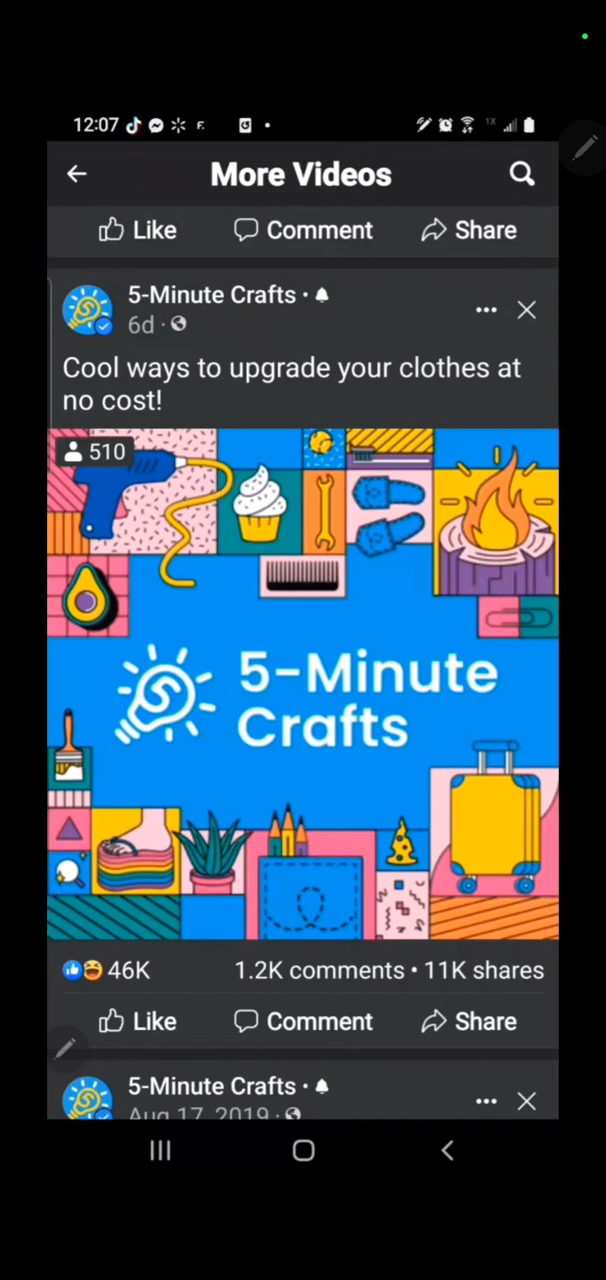 12:07
1X
More Videos
Like Comment Share
5-Minute Crafts •
6d •
Cool ways to upgrade your clothes at
no cost!
510
5-Minute
Crafts
46K 1.2K comments • 11K shares
Like Comment Share
5-Minute Crafts •
Aug 17, 2019 •